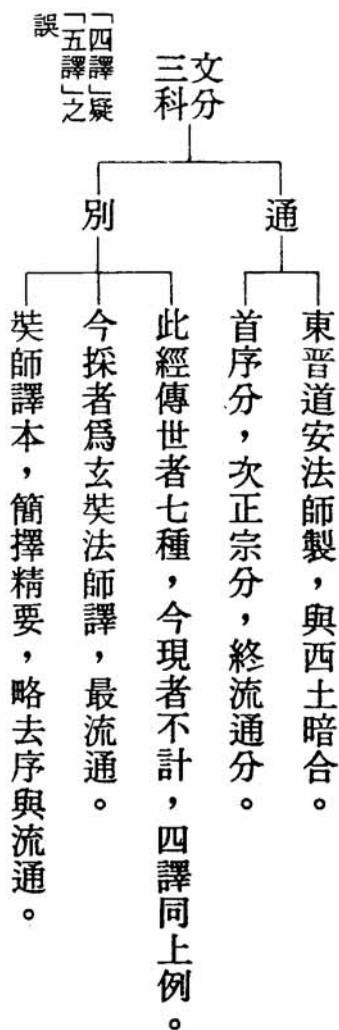 文分
三科
通
東晉道安法師製，與西土暗合。
首序分，次正宗分，終流通分。
別
此經傳世者七種，今現者不計，四譯同上例。
今採者爲玄奘法師譯，最流通。
奘師譯本，簡擇精要，略去序與流通。
「四譯」疑
「五譯」之
誤